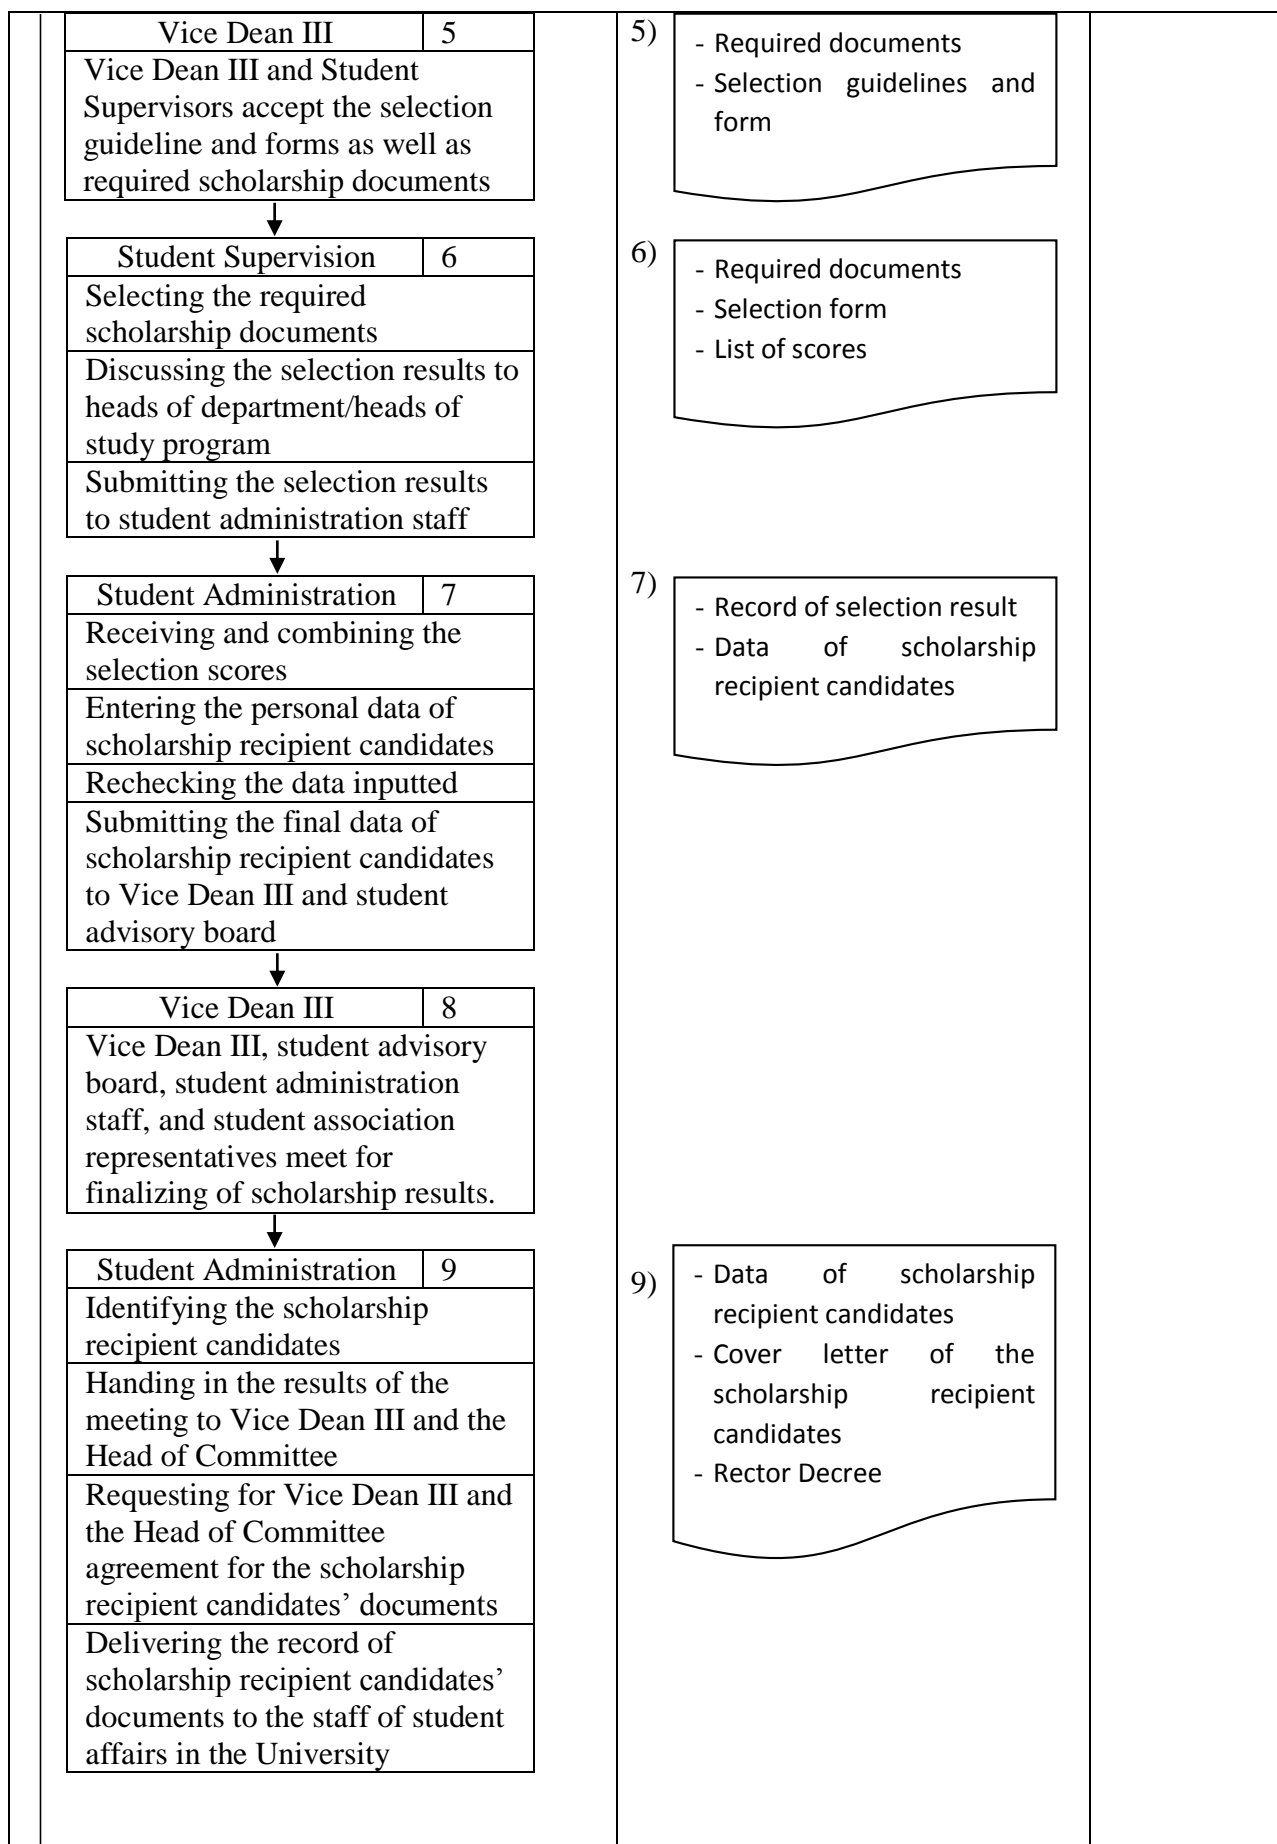 Vice Dean III 5
Vice Dean III and Student
Supervisors accept the selection
guideline and forms as well as
required scholarship documents
5)
- Required documents
- Selection guidelines and
form
Student Supervision 6
Selecting the required
scholarship documents
Discussing the selection results to
heads of department/heads of
study program
Submitting the selection results
to student administration staff
6)
- Required documents
- Selection form
- List of scores
Student Administration 7
Receiving and combining the
selection scores
Entering the personal data of
scholarship recipient candidates
Rechecking the data inputted
Submitting the final data of
scholarship recipient candidates
to Vice Dean III and student
advisory board
7)
- Record of selection result
- Data of scholarship
recipient candidates
Vice Dean III 8
Vice Dean III, student advisory
board, student administration
staff, and student association
representatives meet for
finalizing of scholarship results.
Student Administration 9
Identifying the scholarship
recipient candidates
Handing in the results of the
meeting to Vice Dean III and the
Head of Committee
Requesting for Vice Dean III and
the Head of Committee
agreement for the scholarship
recipient candidates’ documents
Delivering the record of
scholarship recipient candidates’
documents to the staff of student
affairs in the University
9)
- Data of scholarship
recipient candidates
- Cover letter of the
scholarship recipient
candidates
- Rector Decree